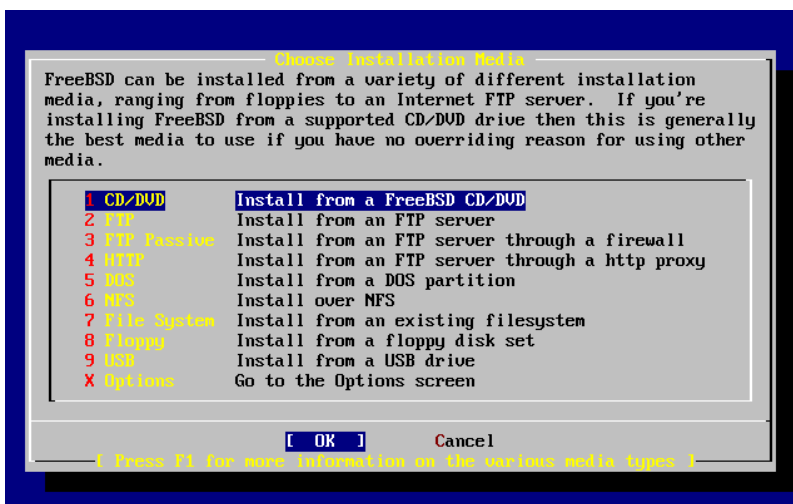 Choose Installation Media
FreeBSD can be installed from a variety of different installation
media, ranging from floppies to an Internet FTP server.  If you're
installing FreeBSD from a supported CD/DVD drive then this is generally
the best media to use if you have no overriding reason for using other
media.
1 CD/DVD Install from a FreeBSD CD/DVD
2 FTP Install from an FTP server
3 FTP Passive Install from an FTP server through a firewall
4 HTTP Install from an FTP server through a http proxy
5 DOS Install from a DOS partition
6 NFS Install over NFS
7 File System Install from an existing filesystem
8 Floppy Install from a floppy disk set
9 USB Install from a USB drive
X Options Go to the Options screen
[ OK ] Cancel
[ Press F1 for more information on the various media types ]